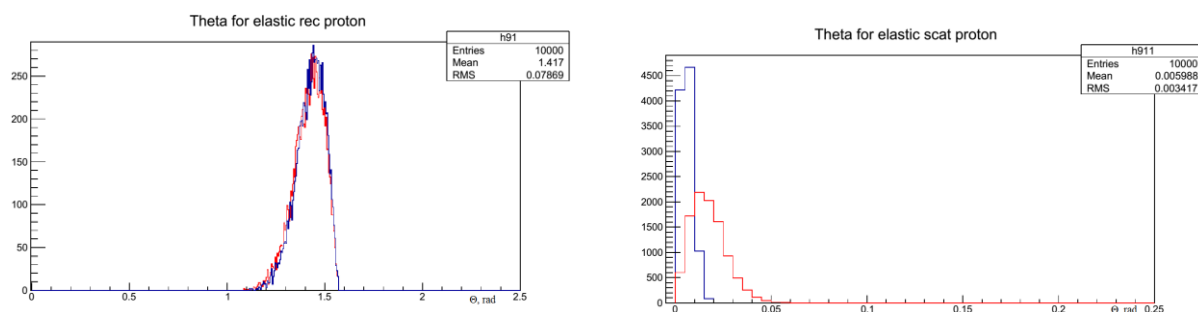 Theta for elastic rec proton
h91
Entries 10000
Mean 1.417
RMS 0.07869
250
200
150
100
50
0
0 0.5 1 1.5 2 2.5
Θ, rad
Theta for elastic scat proton
h911
Entries 10000
Mean 0.005988
RMS 0.003417
4500
4000
3500
3000
2500
2000
1500
1000
500
0
0 0.05 0.1 0.15 0.2 0.25
Θ, rad